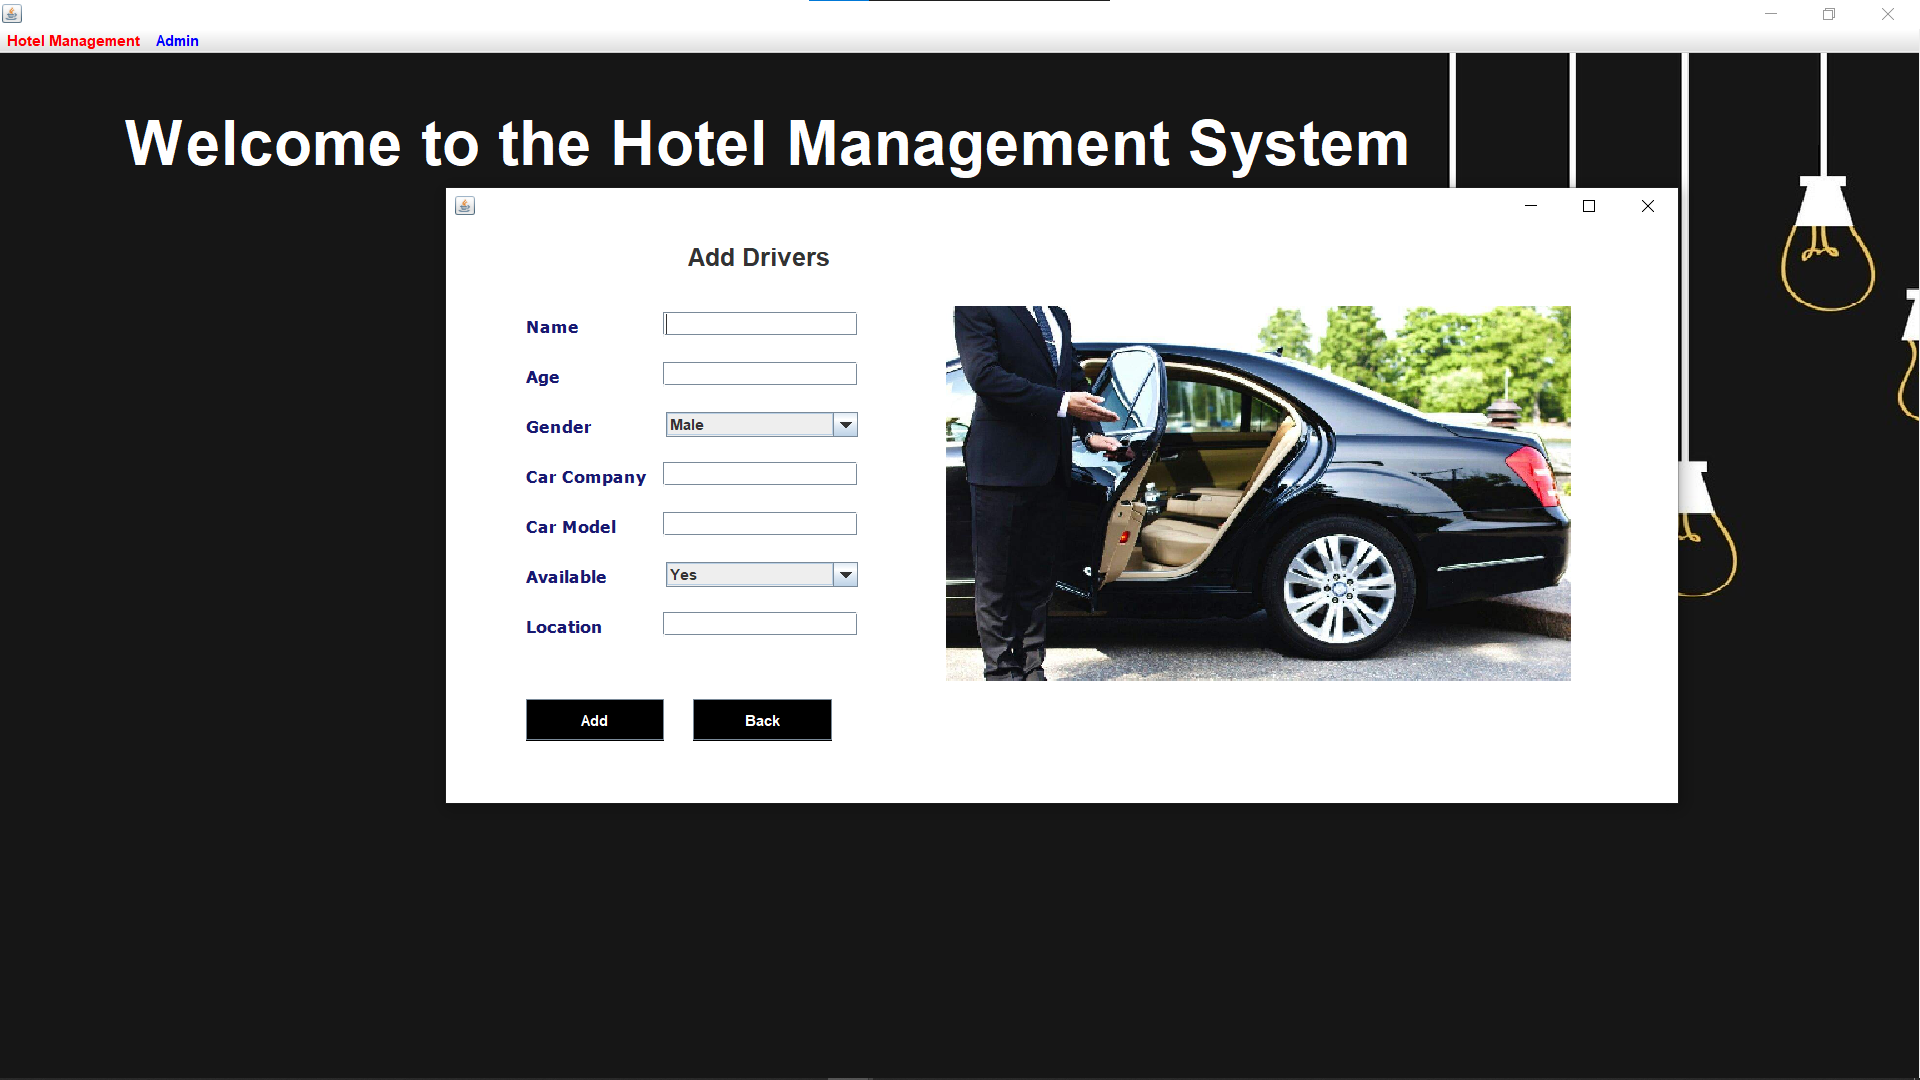 Hotel Management Admin
Welcome to the Hotel Management System
Add Drivers
Name
Age
Gender Male
Car Company
Car Model
Available Yes
Location
Add Back